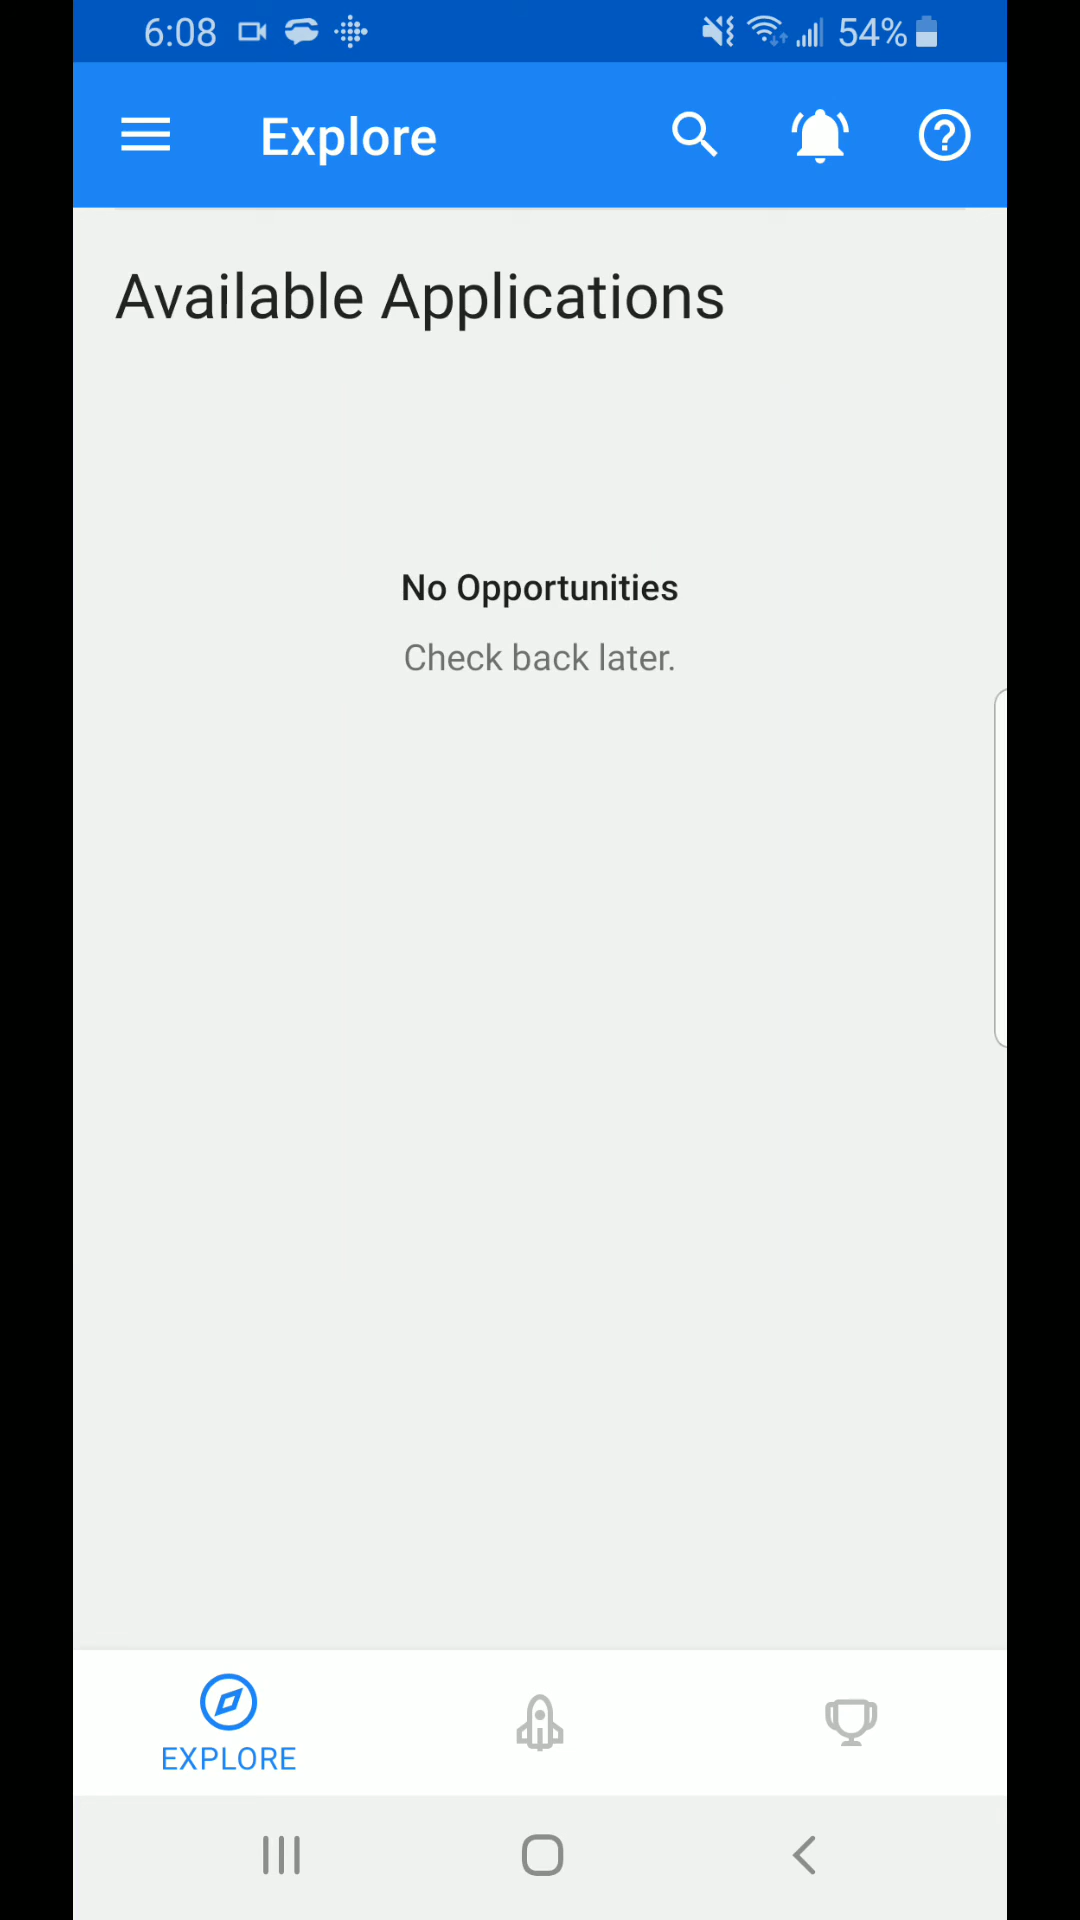 6:08 54%
Explore
Available Applications
No Opportunities
Check back later.
EXPLORE